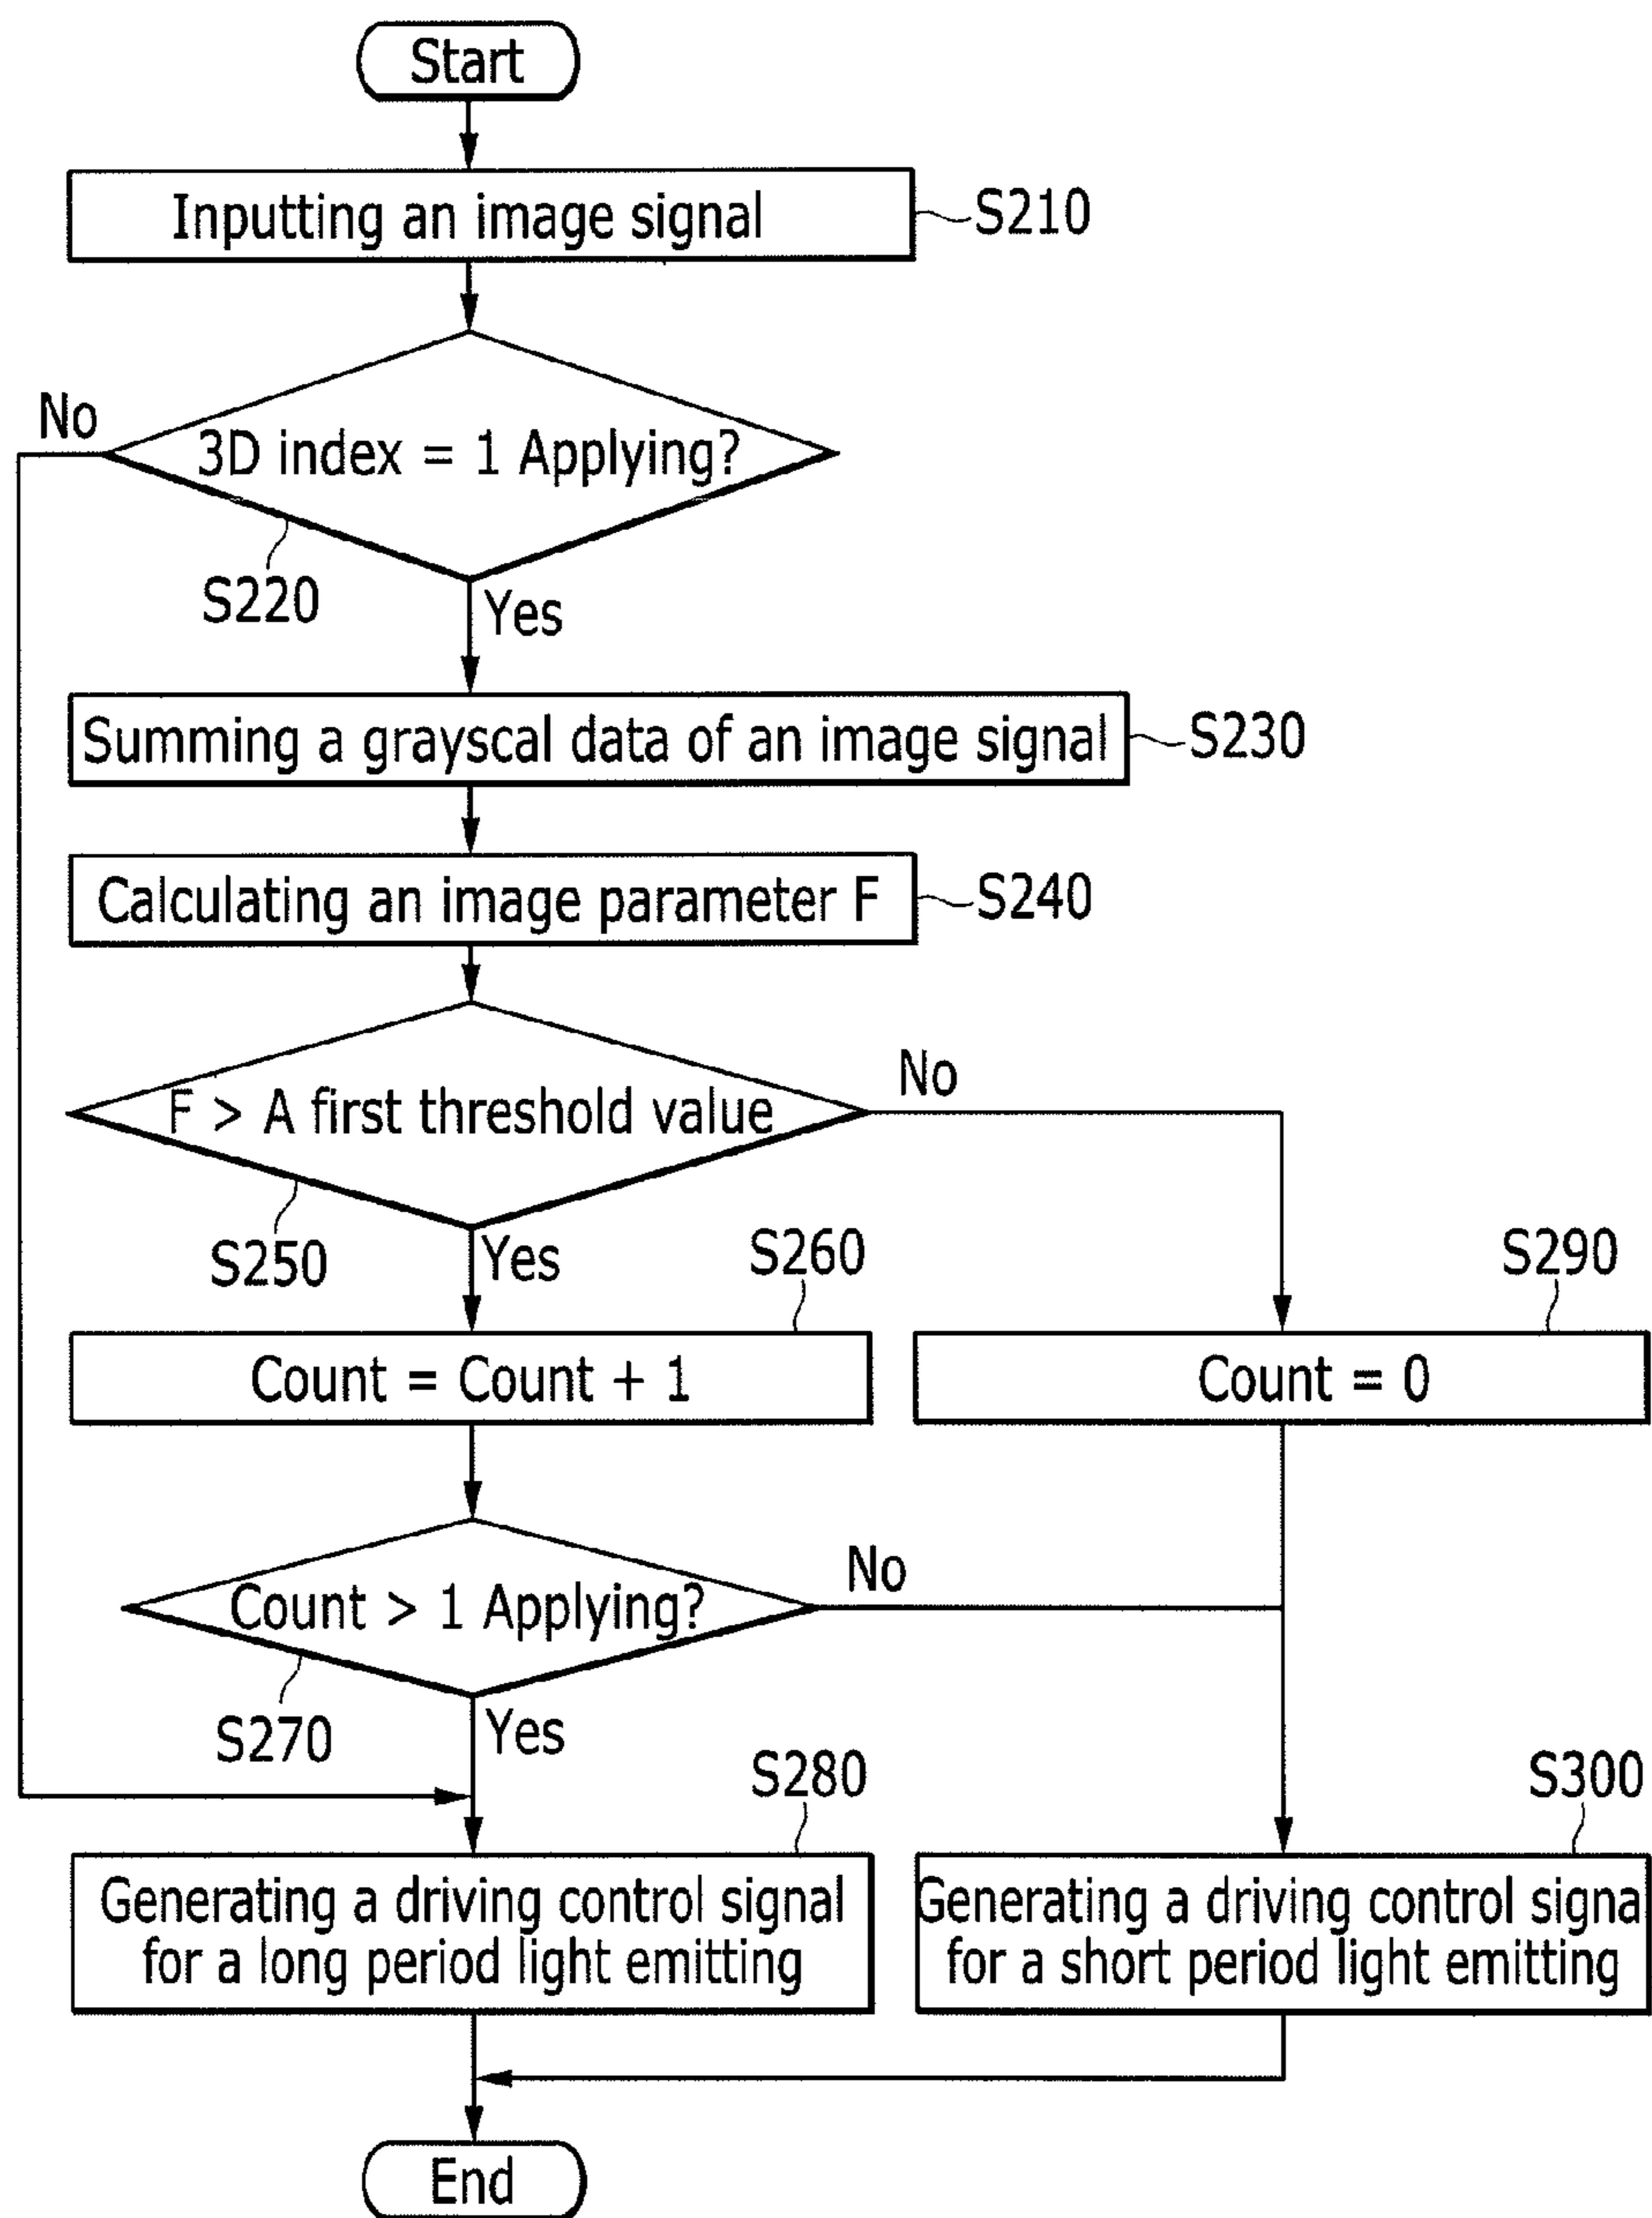 Start
Inputting an image signal
S210
No
3D index = 1 Applying?
S220
Yes
Summing a grayscal data of an image signal
S230
Calculating an image parameter F
S240
F > A first threshold value
No
S250
Yes
S260
S290
Count = Count + 1
Count = 0
Count > 1 Applying?
No
S270
Yes
S280
S300
Generating a driving control signal
for a long period light emitting
Generating a driving control signal
for a short period light emitting
End